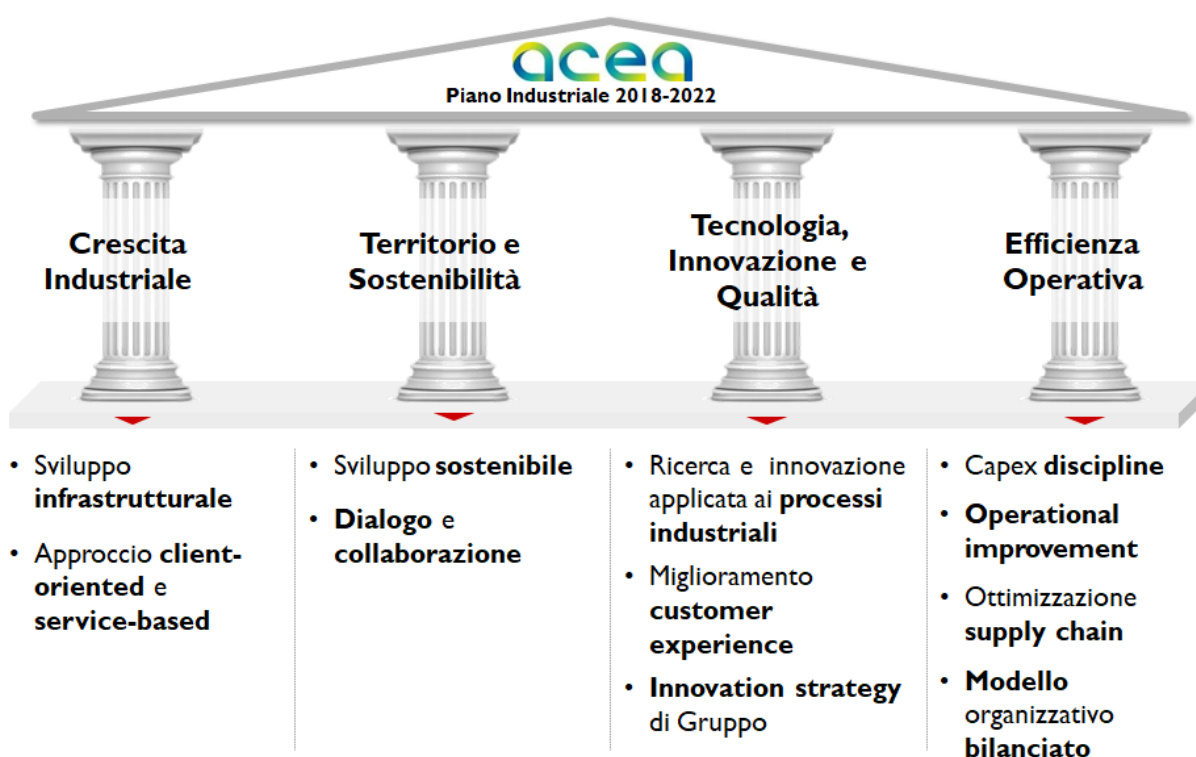 acea
Piano Industriale 2018-2022
Crescita
Industriale
Territorio e
Sostenibilità
Tecnologia,
Innovazione e
Qualità
Efficienza
Operativa
• Sviluppo
infrastrutturale
• Approccio client-
oriented e
service-based
• Sviluppo sostenibile
• Dialogo e
collaborazione
• Ricerca e innovazione
applicata ai processi
industriali
• Miglioramento
customer
experience
• Innovation strategy
di Gruppo
• Capex discipline
• Operational
improvement
• Ottimizzazione
supply chain
• Modello
organizzativo
bilanciato